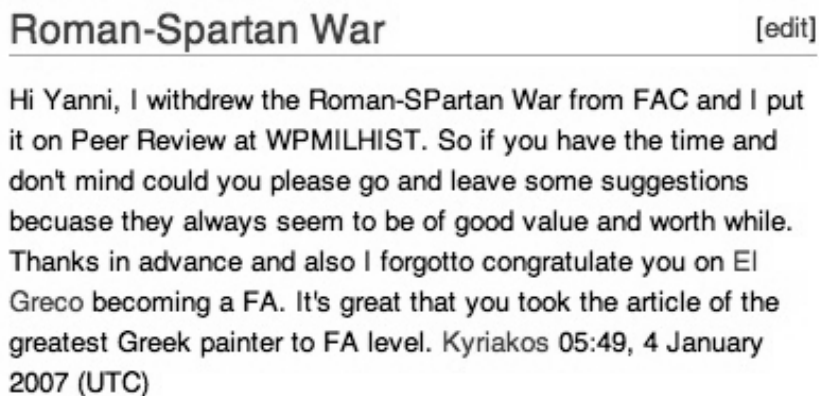 Roman-Spartan War [edit]
Hi Yanni, I withdrew the Roman-SPartan War from FAC and I put
it on Peer Review at WPMILHIST. So if you have the time and
don't mind could you please go and leave some suggestions
becuase they always seem to be of good value and worth while.
Thanks in advance and also I forgotto congratulate you on El
Greco becoming a FA. It's great that you took the article of the
greatest Greek painter to FA level. Kyriakos 05:49, 4 January
2007 (UTC)